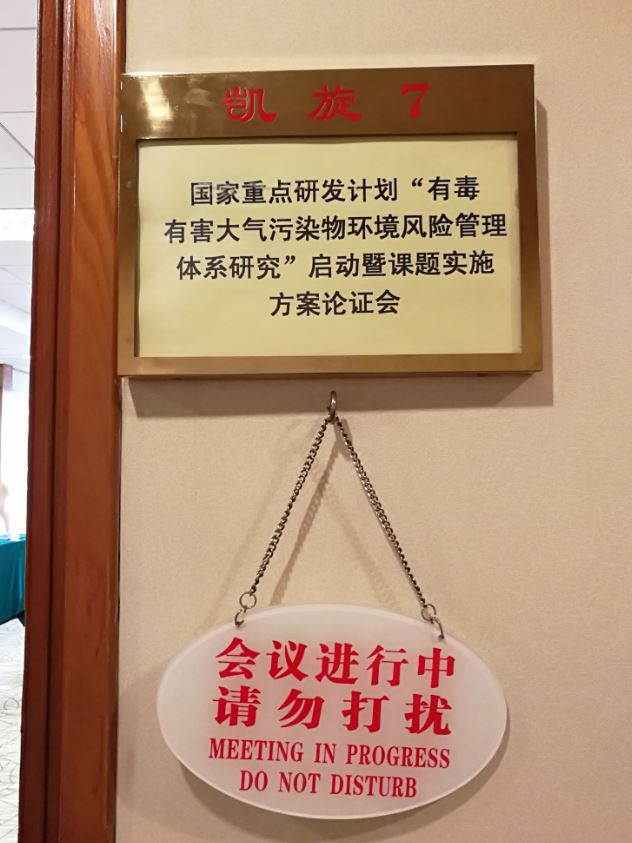 凯旋7
国家重点研发计划“有毒
有害大气污染物环境风险管理
体系研究”启动暨课题实施
方案论证会
会议进行中
请勿打扰
MEETING IN PROGRESS
DO NOT DISTURB